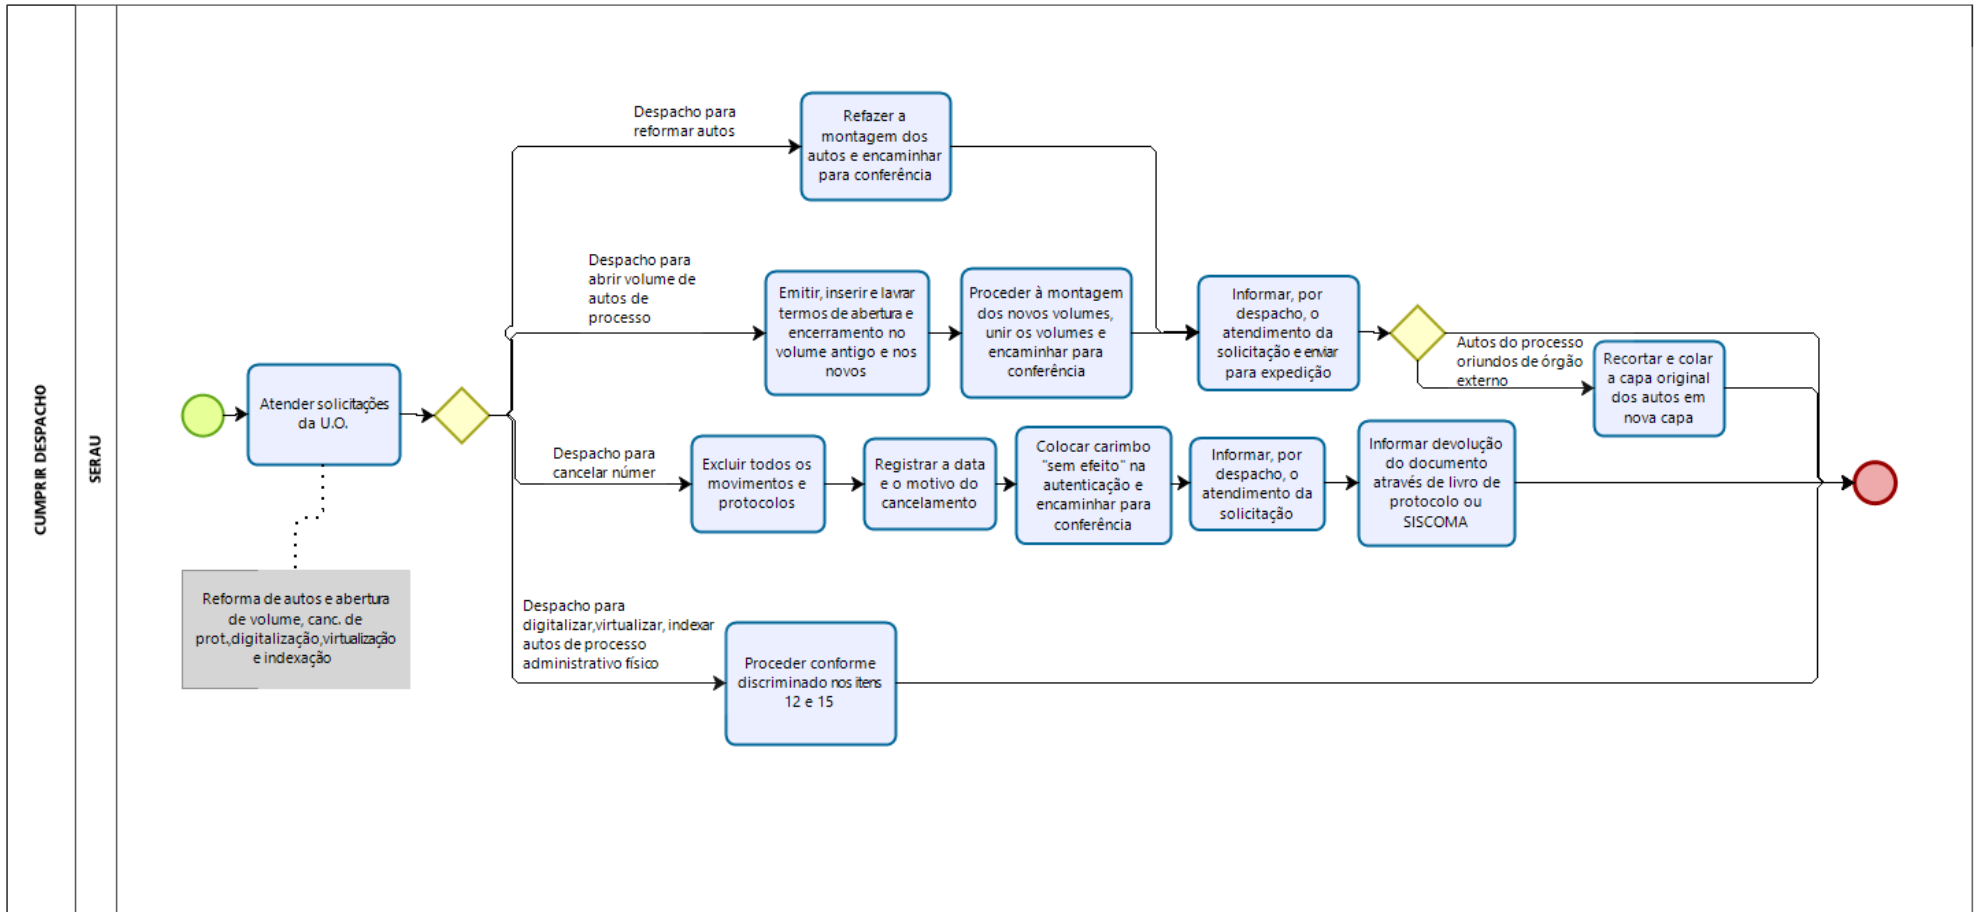 CUMPRIR DESPACHO
SERAU
Atender solicitações
da U.O.
Reforma de autos e abertura
de volume, canc. de
prot.,digitalização,virtualização
e indexação
Despacho para
reformar autos
Refazer a
montagem dos
autos e encaminhar
para conferência
Despacho para
abrir volume de
autos de
processo
Emitir, inserir e lavrar
termos de abertura e
encerramento no
volume antigo e nos
novos
Proceder à montagem
dos novos volumes,
unir os volumes e
encaminhar para
conferência
Informar, por
despacho, o
atendimento da
solicitação e enviar
para expedição
Autos do processo
oriundos de órgão
externo
Recortar e colar
a capa original
dos autos em
nova capa
Despacho para
cancelar númer
Excluir todos os
movimentos e
protocolos
Registrar a data
e o motivo do
cancelamento
Colocar carimbo
"sem efeito" na
autenticação e
encaminhar para
conferência
Informar, por
despacho, o
atendimento da
solicitação
Informar devolução
do documento
através de livro de
protocolo ou
SISCOMA
Despacho para
digitalizar,virtualizar, indexar
autos de processo
administrativo físico
Proceder conforme
discriminado nos itens
12 e 15